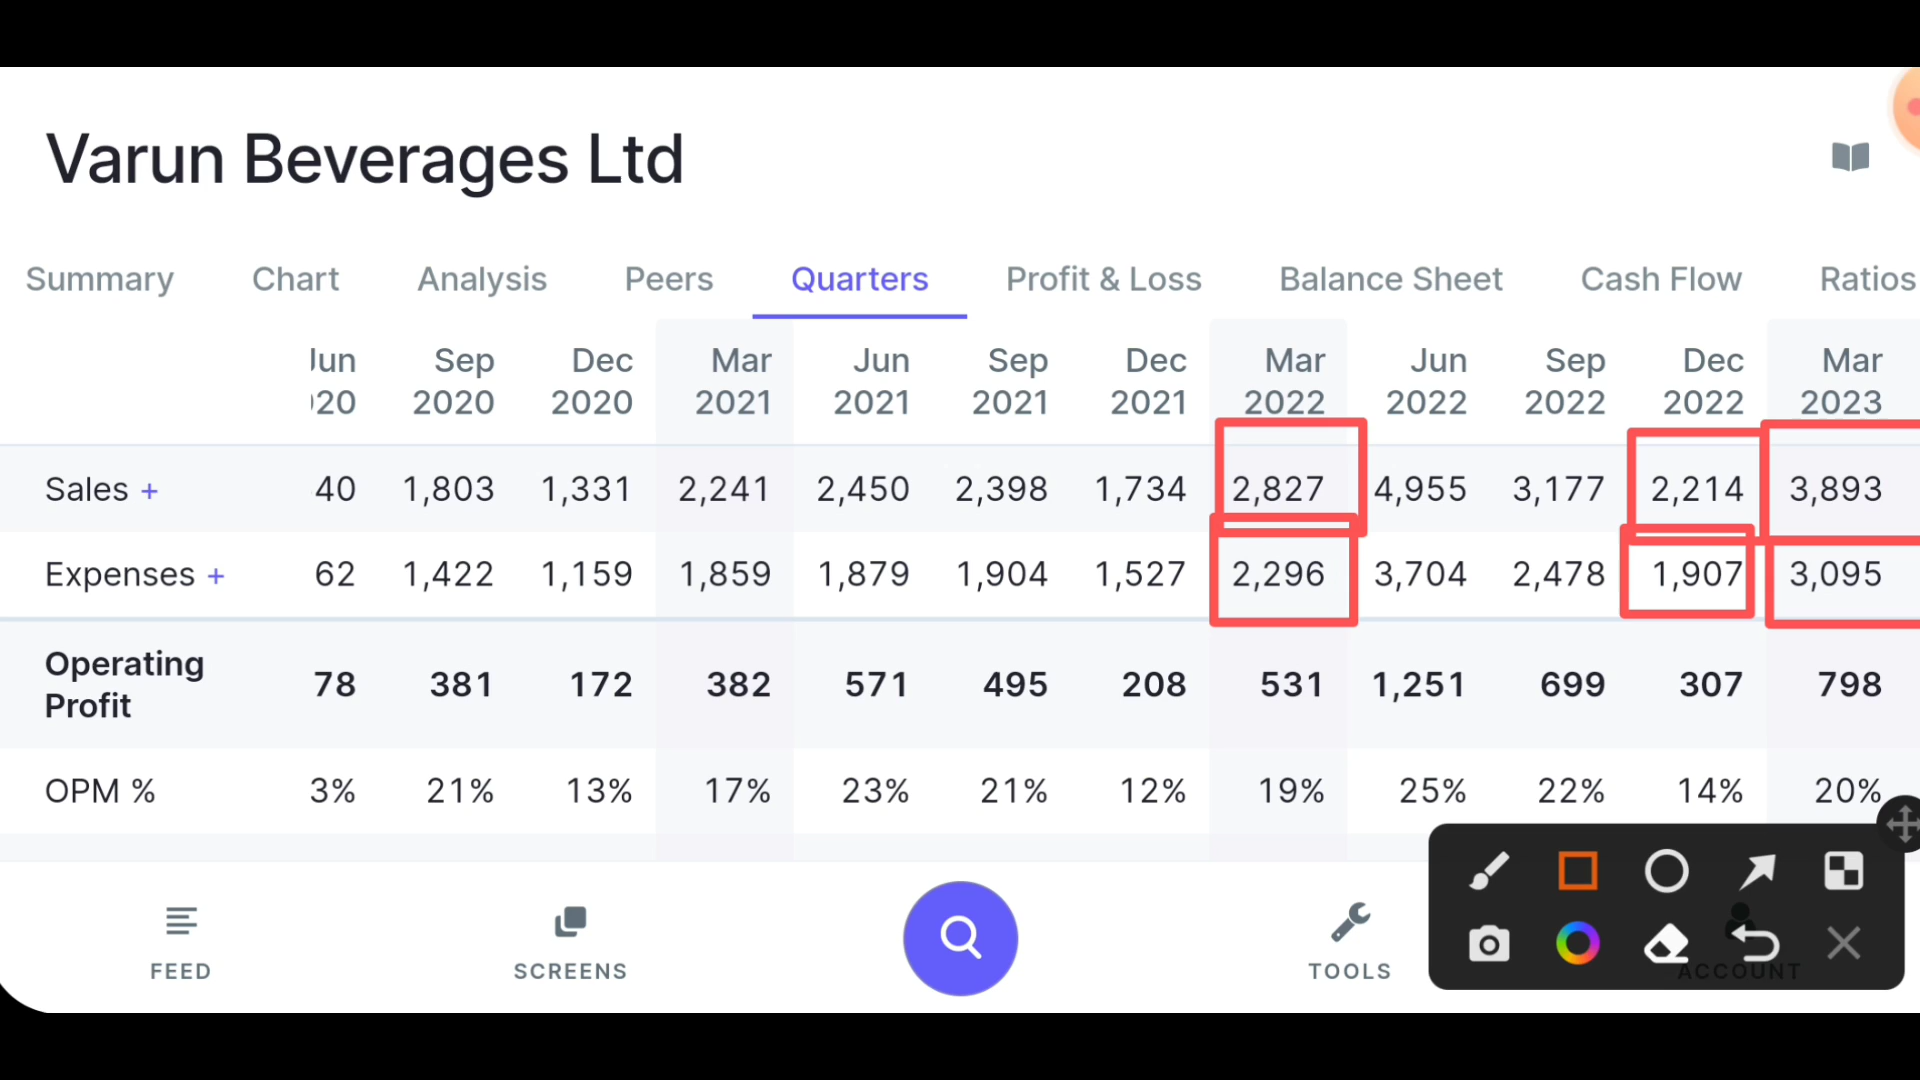 Varun Beverages Ltd
Summary Chart Analysis Peers Quarters Profit & Loss Balance Sheet Cash Flow Ratios
Jun Sep Dec Mar Jun Sep Dec Mar Jun Sep Dec Mar
020 2020 2020 2021 2021 2021 2021 2022 2022 2022 2022 2023
Sales + 40 1,803 1,331 2,241 2,450 2,398 1,734 2,827 4,955 3,177 2,214 3,893
Expenses + 62 1,422 1,159 1,859 1,879 1,904 1,527 2,296 3,704 2,478 1,907 3,095
Operating
Profit 78 381 172 382 571 495 208 531 1,251 699 307 798
OPM % 3% 21% 13% 17% 23% 21% 12% 19% 25% 22% 14% 20%
FEED SCREENS TOOLS ACCOUNT